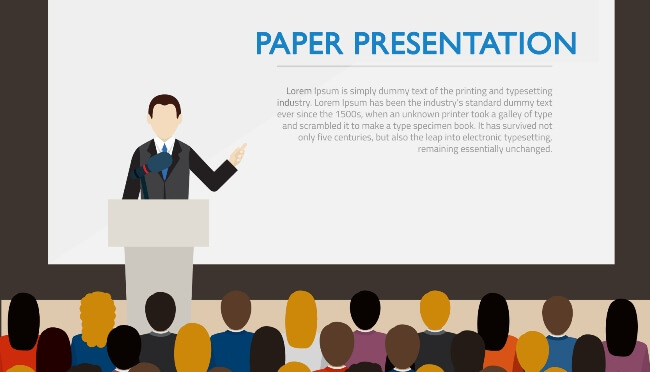 PAPER PRESENTATION
Lorem Ipsum is simply dummy text of the printing and typesetting
industry. Lorem Ipsum has been the industry's standard dummy text
ever since the 1500s, when an unknown printer took a galley of type
and scrambled it to make a type specimen book. It has survived not
only five centuries, but also the leap into electronic typesetting,
remaining essentially unchanged.